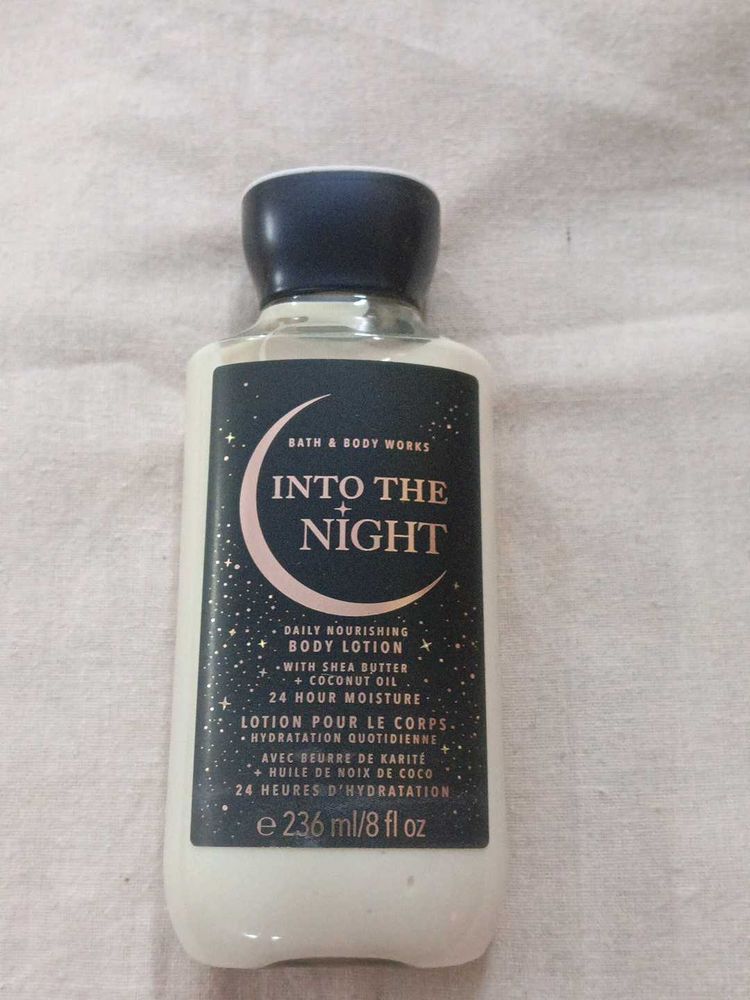 BATH & BODY WORKS
INTO THE
NIGHT
DAILY NOURISHING
BODY LOTION
WITH SHEA BUTTER
+ COCONUT OIL
24 HOUR MOISTURE
LOTION POUR LE CORPS
HYDRATATION QUOTIDIENNE
AVEC BEURRE DE KARITÉ
+ HUILE DE NOIX DE COCO
24 HEURES D'HYDRATATION
e 236 ml/8 fl oz